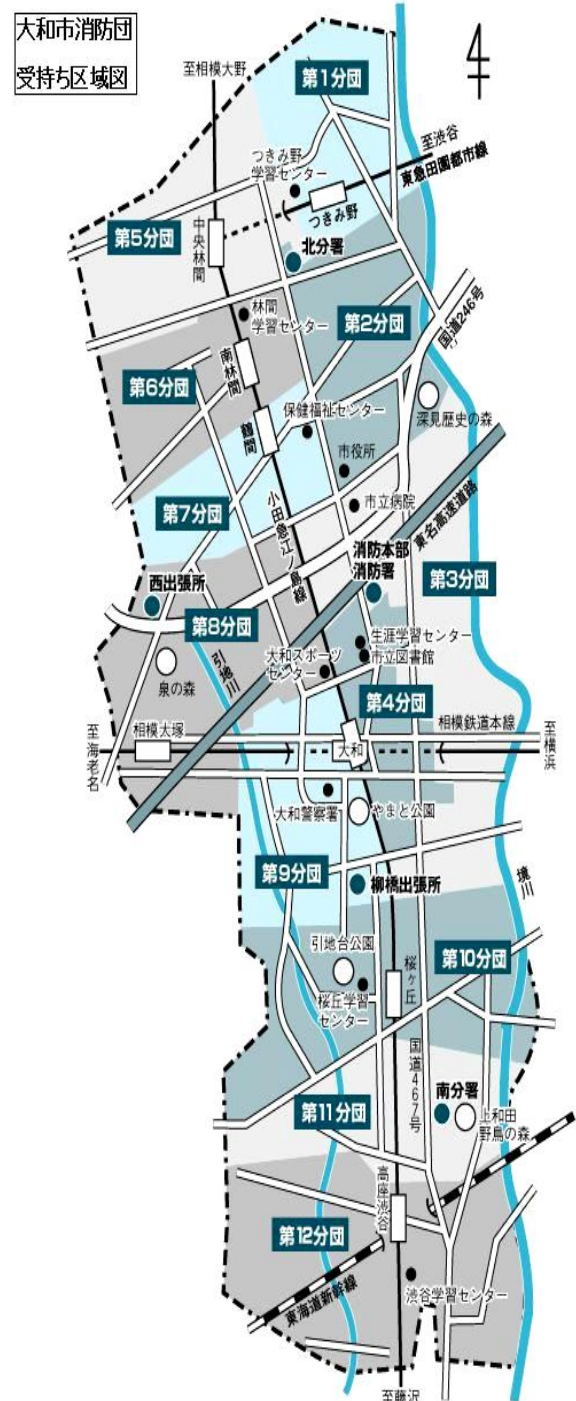 大和市消防団
受持ち区域図
至相模大野
第1分団
至渋谷
東急田園都市線
つきみ野
学習センター
つきみ野
第5分団
中央林間
北分署
林間
学習センター
第2分団
国道246号
南林間
第6分団
深見歴史の森
保健福祉センター
鶴間
市役所
市立病院
東名高速道路
第7分団
小田急江ノ島線
消防本部
消防署
第3分団
西出張所
第8分団
引地川
泉の森
生涯学習センター
市立図書館
大和スポーツ
センター
第4分団
相模鉄道本線
至海老名
相模大塚
大和
至横浜
大和警察署
やまと公園
第9分団
柳橋出張所
境川
引地台公園
第10分団
桜丘学習
センター
桜ヶ丘
国道467号
第11分団
南分署
上和田
野鳥の森
高座渋谷
第12分団
東海道新幹線
渋谷学習センター
至藤沢